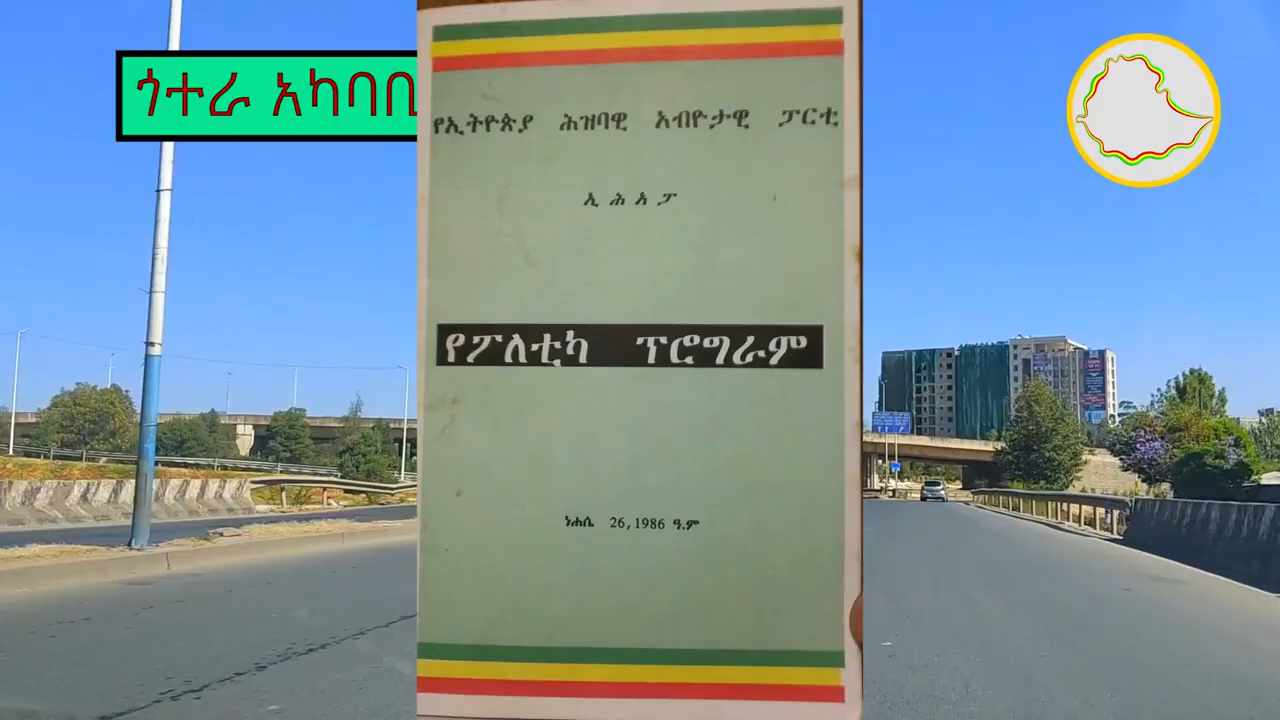 ጎተራ አካባቢ
የኢትዮጵያ ሕዝባዊ አብዮታዊ ፓርቲ
ኢ ሕ አ ፓ
የፖለቲካ ፕሮግራም
ነሐሴ 26,1986 ዓ.ም